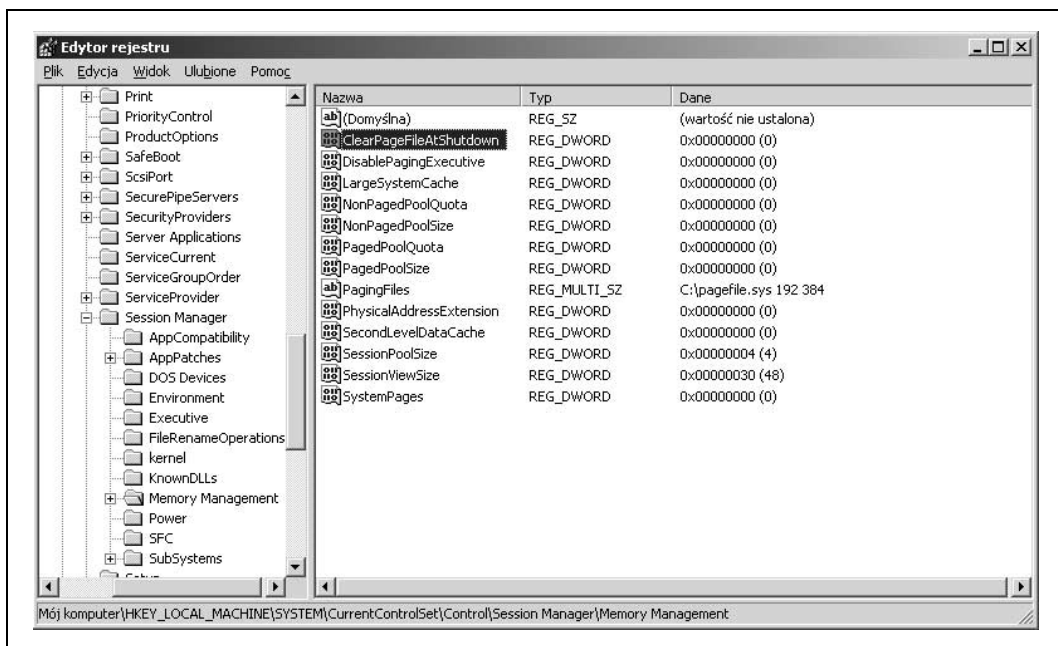 Edytor rejestru
Plik Edycja Widok Ulubione Pomoc
Print
PriorityControl
ProductOptions
SafeBoot
ScsiPort
SecurePipeServers
SecurityProviders
Server Applications
ServiceCurrent
ServiceGroupOrder
ServiceProvider
Session Manager
AppCompatibility
AppPatches
DOS Devices
Environment
Executive
FileRenameOperations
kernel
KnownDLLs
Memory Management
Power
SFC
SubSystems
Nazwa Typ Dane
(Domyślna) REG_SZ (wartość nie ustalona)
ClearPageFileAtShutdown REG_DWORD 0x00000000 (0)
DisablePagingExecutive REG_DWORD 0x00000000 (0)
LargeSystemCache REG_DWORD 0x00000000 (0)
NonPagedPoolQuota REG_DWORD 0x00000000 (0)
NonPagedPoolSize REG_DWORD 0x00000000 (0)
PagedPoolQuota REG_DWORD 0x00000000 (0)
PagedPoolSize REG_DWORD 0x00000000 (0)
PagingFiles REG_MULTI_SZ C:\pagefile.sys 192 384
PhysicalAddressExtension REG_DWORD 0x00000000 (0)
SecondLevelDataCache REG_DWORD 0x00000000 (0)
SessionPoolSize REG_DWORD 0x00000004 (4)
SessionViewSize REG_DWORD 0x00000030 (48)
SystemPages REG_DWORD 0x00000000 (0)
Mój komputer\HKEY_LOCAL_MACHINE\SYSTEM\CurrentControlSet\Control\Session Manager\Memory Management